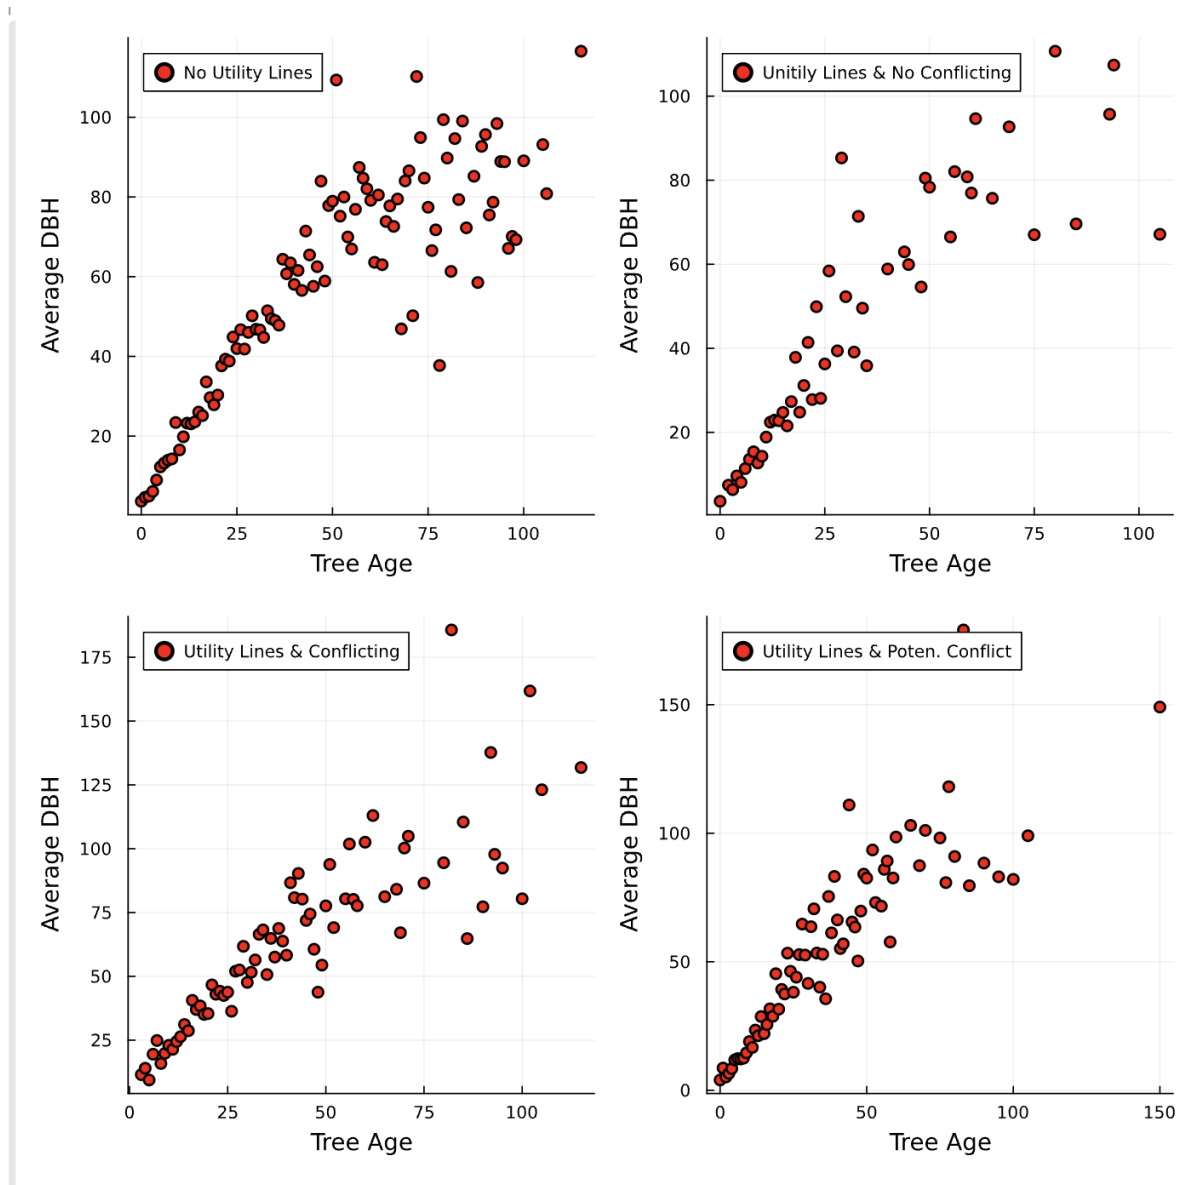 No Utility Lines
Average DBH
100
80
60
40
20
0 25 50 75 100
Tree Age
Unitily Lines & No Conflicting
Average DBH
100
80
60
40
20
0 25 50 75 100
Tree Age
Utility Lines & Conflicting
Average DBH
175
150
125
100
75
50
25
0 25 50 75 100
Tree Age
Utility Lines & Poten. Conflict
Average DBH
150
100
50
0
0 50 100 150
Tree Age